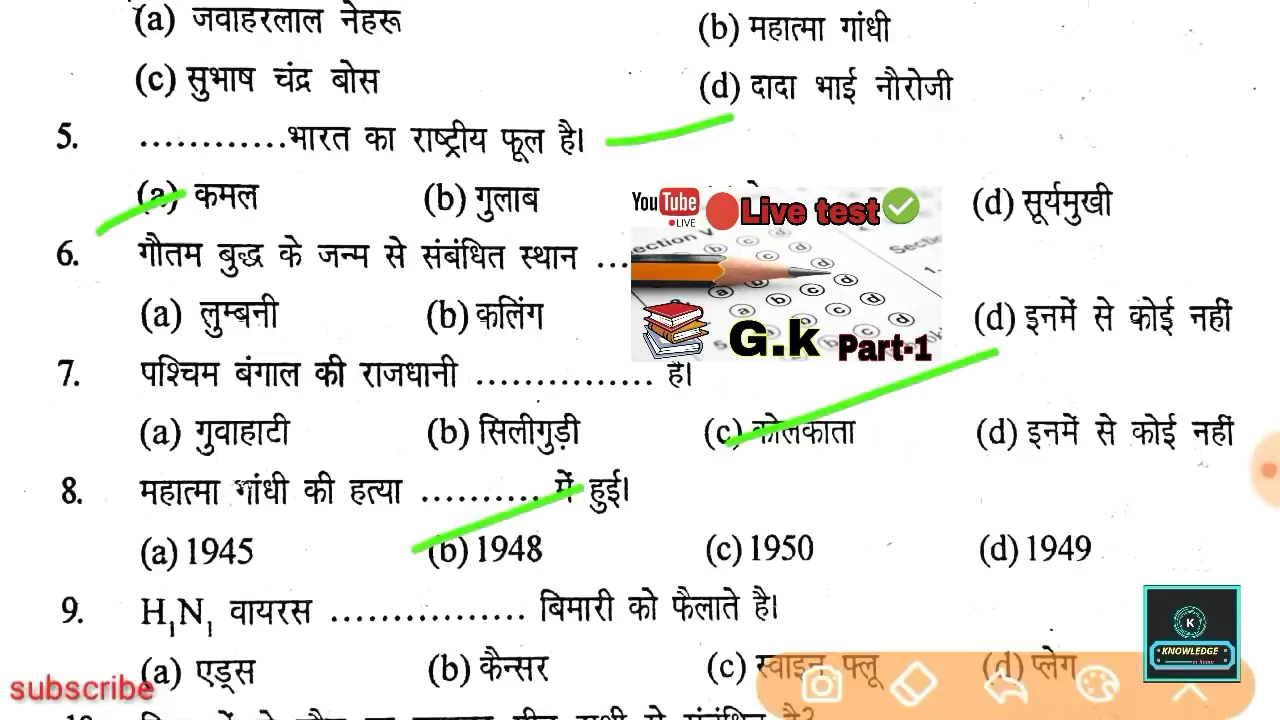 (a) जवाहरलाल नेहरू (b) महात्मा गांधी
(c) सुभाष चंद्र बोस (d) दादा भाई नौरोजी
5. .............भारत का राष्ट्रीय फूल है।
(a) कमल (b) गुलाब (d) सूर्यमुखी
6. गौतम बुद्ध के जन्म से संबंधित स्थान ...
(a) लुम्बनी (b) कलिंग (d) इनमें से कोई नहीं
7. पश्चिम बंगाल की राजधानी ................ है।
(a) गुवाहाटी (b) सिलीगुड़ी (c) कोलकाता (d) इनमें से कोई नहीं
8. महात्मा गांधी की हत्या ........... में हुई।
(a) 1945 (b) 1948 (c) 1950 (d) 1949
9. H1N1 वायरस .................. बिमारी को फैलाते है।
(a) एड्स (b) कैन्सर (c) स्वाइन फ्लू (d) प्लेग
YouTube Live test
LIVE
G.k Part-1
K
KNOWLEDGE
subscribe